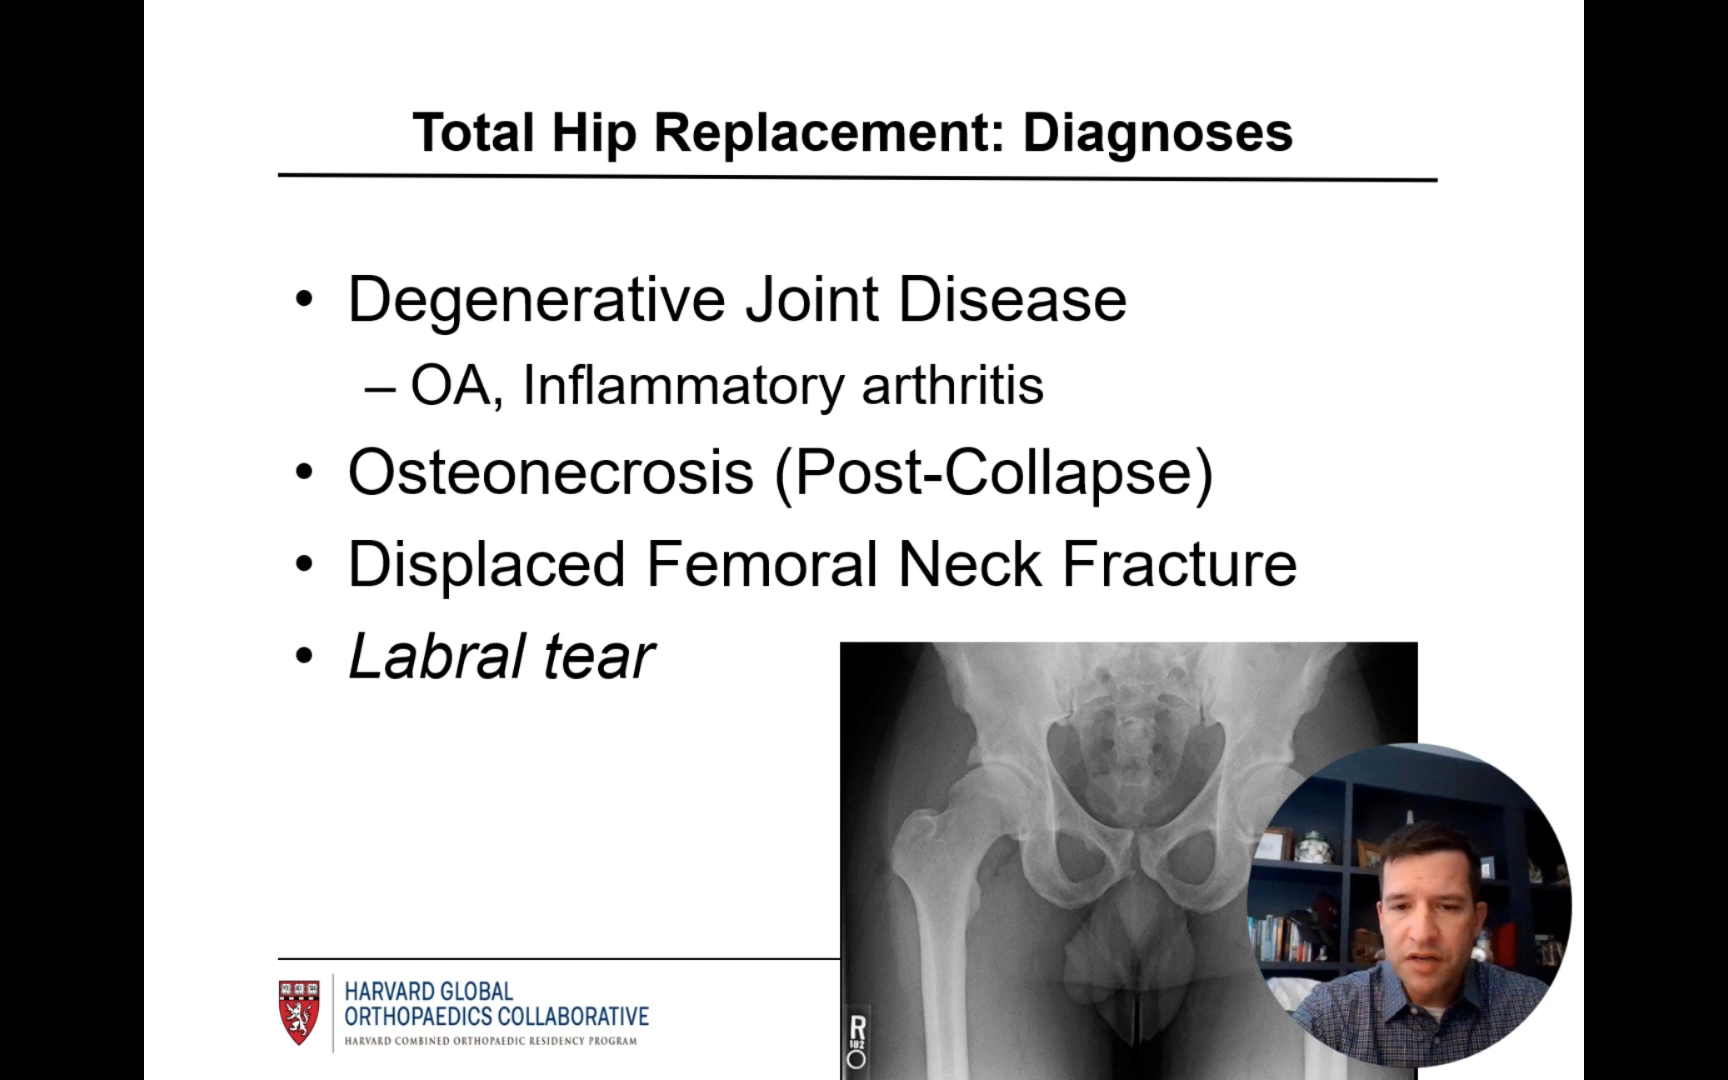 Total Hip Replacement: Diagnoses
• Degenerative Joint Disease
– OA, Inflammatory arthritis
• Osteonecrosis (Post-Collapse)
• Displaced Femoral Neck Fracture
• Labral tear
HARVARD GLOBAL
ORTHOPAEDICS COLLABORATIVE
HARVARD COMBINED ORTHOPAEDIC RESIDENCY PROGRAM
R
182